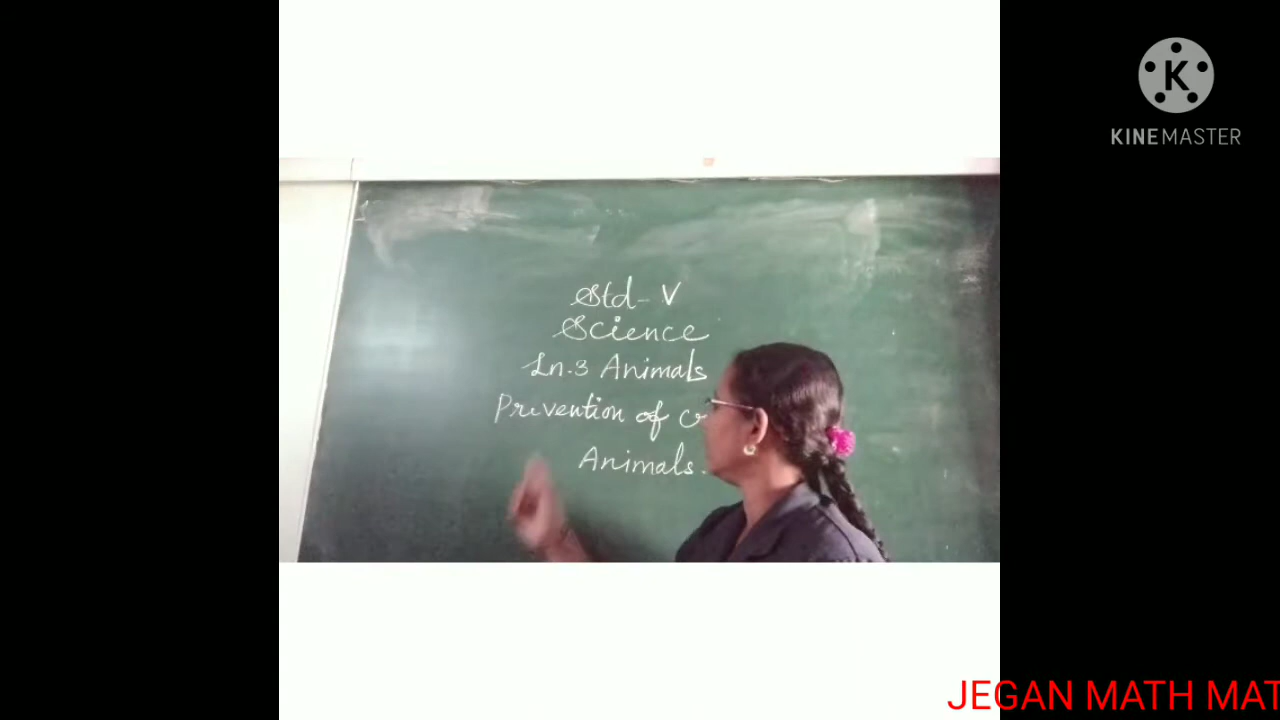 KINEMASTER
Std- V
Science
Ln.3 Animals
Prevention of
Animals.
JEGAN MATH MAT